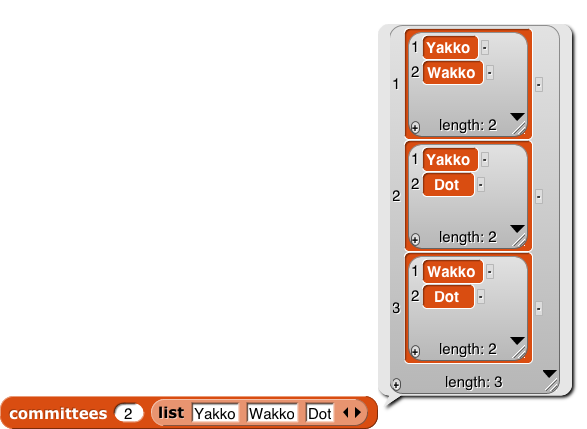 1 Yakko -
2 Wakko -
1 -
+ length: 2
1 Yakko -
2 Dot -
2 -
+ length: 2
1 Wakko -
2 Dot -
3 -
+ length: 2
+ length: 3
committees 2 list Yakko Wakko Dot